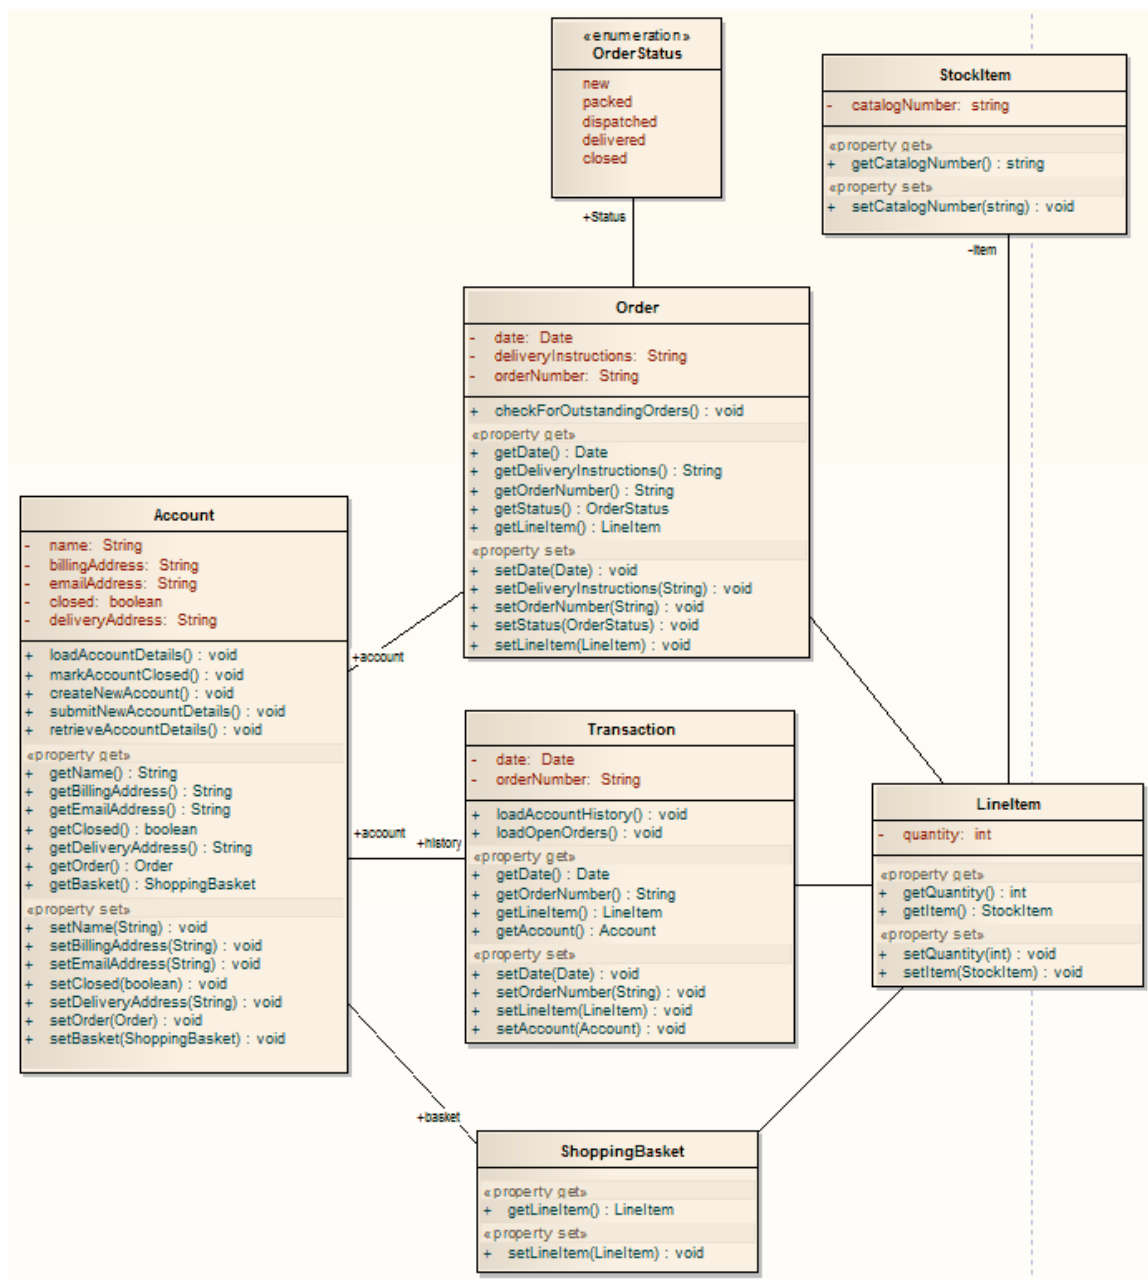 «enumeration»
OrderStatus
new
packed
dispatched
delivered
closed
+Status
StockItem
- catalogNumber: string
«property get»
+ getCatalogNumber() : string
«property set»
+ setCatalogNumber(string) : void
-Item
Order
- date: Date
- deliveryInstructions: String
- orderNumber: String
+ checkForOutstandingOrders() : void
«property get»
+ getDate() : Date
+ getDeliveryInstructions() : String
+ getOrderNumber() : String
+ getStatus() : OrderStatus
+ getLineItem() : LineItem
«property set»
+ setDate(Date) : void
+ setDeliveryInstructions(String) : void
+ setOrderNumber(String) : void
+ setStatus(OrderStatus) : void
+ setLineItem(LineItem) : void
Account
- name: String
- billingAddress: String
- emailAddress: String
- closed: boolean
- deliveryAddress: String
+ loadAccountDetails() : void
+ markAccountClosed() : void
+ createNewAccount() : void
+ submitNewAccountDetails() : void
+ retrieveAccountDetails() : void
«property get»
+ getName() : String
+ getBillingAddress() : String
+ getEmailAddress() : String
+ getClosed() : boolean
+ getDeliveryAddress() : String
+ getOrder() : Order
+ getBasket() : ShoppingBasket
«property set»
+ setName(String) : void
+ setBillingAddress(String) : void
+ setEmailAddress(String) : void
+ setClosed(boolean) : void
+ setDeliveryAddress(String) : void
+ setOrder(Order) : void
+ setBasket(ShoppingBasket) : void
+account
+account
+history
+basket
Transaction
- date: Date
- orderNumber: String
+ loadAccountHistory() : void
+ loadOpenOrders() : void
«property get»
+ getDate() : Date
+ getOrderNumber() : String
+ getLineItem() : LineItem
+ getAccount() : Account
«property set»
+ setDate(Date) : void
+ setOrderNumber(String) : void
+ setLineItem(LineItem) : void
+ setAccount(Account) : void
LineItem
- quantity: int
«property get»
+ getQuantity() : int
+ getItem() : StockItem
«property set»
+ setQuantity(int) : void
+ setItem(StockItem) : void
ShoppingBasket
«property get»
+ getLineItem() : LineItem
«property set»
+ setLineItem(LineItem) : void